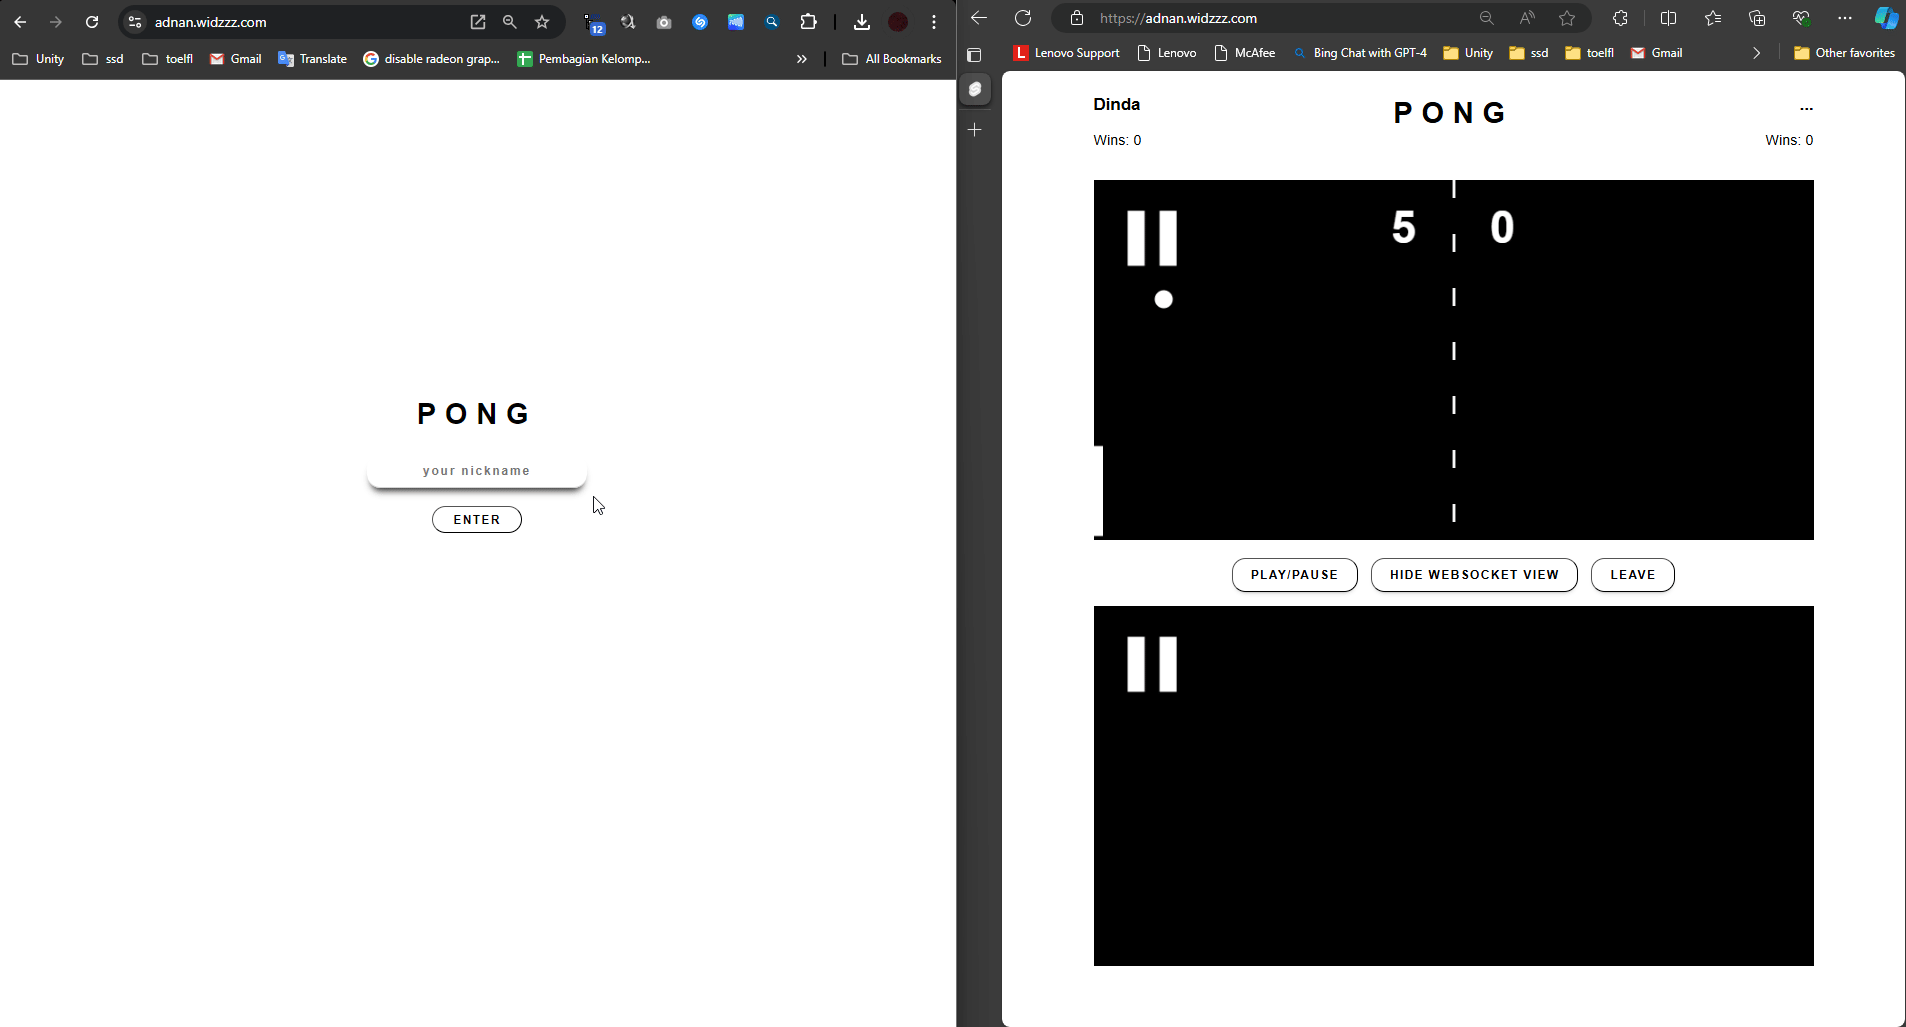 adnan.widzzz.com
12
Unity ssd toelfl Gmail Translate disable radeon grap... Pembagian Kelomp... » All Bookmarks
PONG
your nickname
ENTER
https://adnan.widzzz.com
L Lenovo Support Lenovo McAfee Bing Chat with GPT-4 Unity ssd toelfl Gmail Other favorites
Dinda PONG ...
Wins: 0 Wins: 0
5 0
PLAY/PAUSE HIDE WEBSOCKET VIEW LEAVE